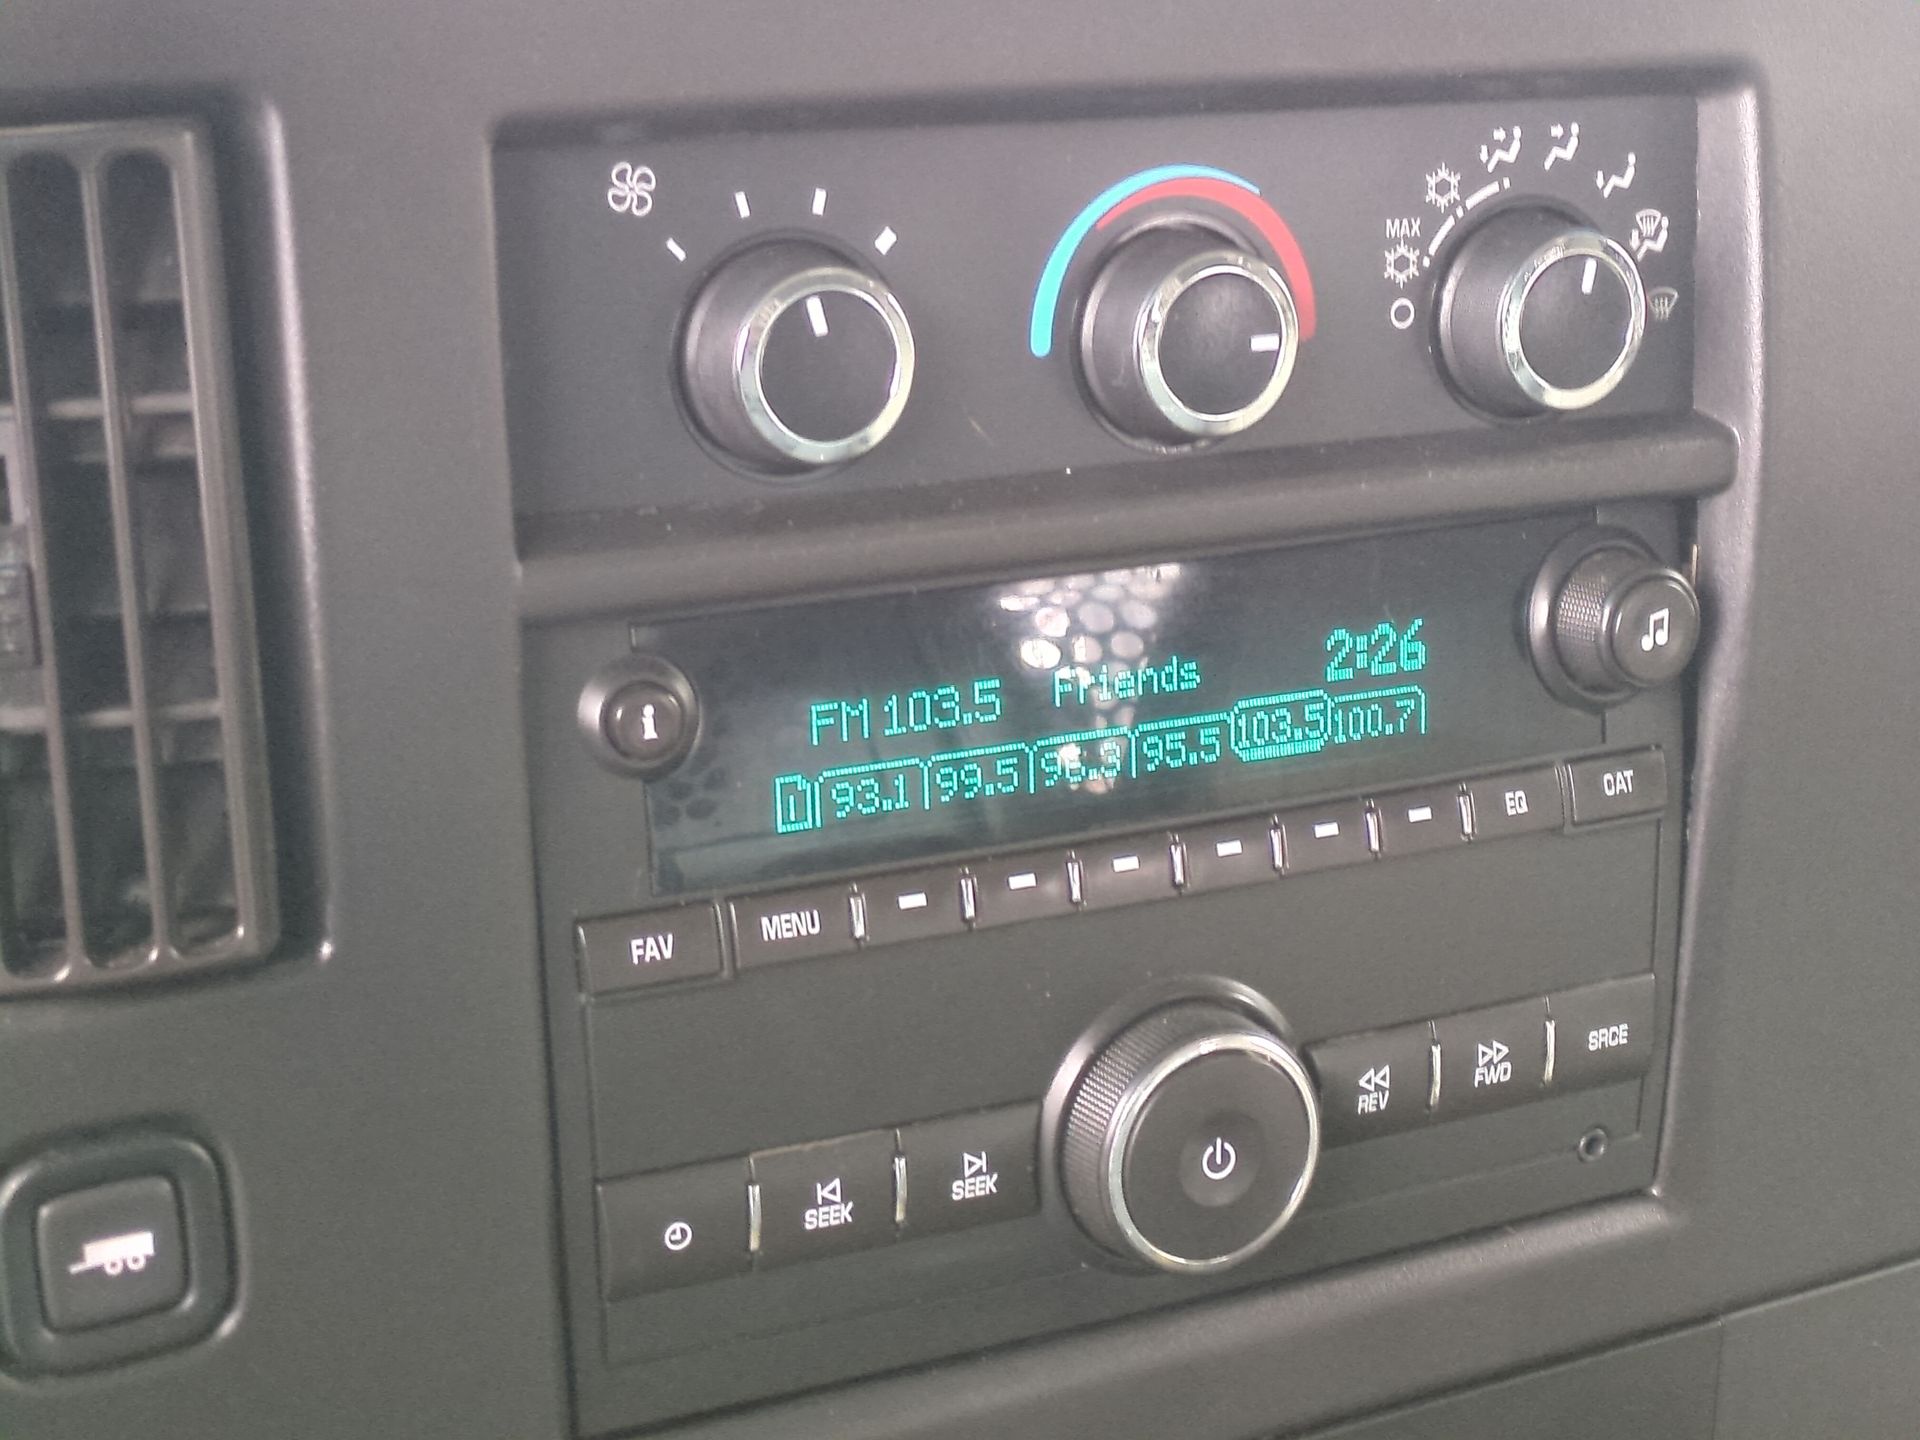 MAX
FM 103.5 Friends 2:26
93.1 99.5 95.5 103.5 100.7
FAV MENU EQ CAT
SEEK SEEK REV FWD SRCE